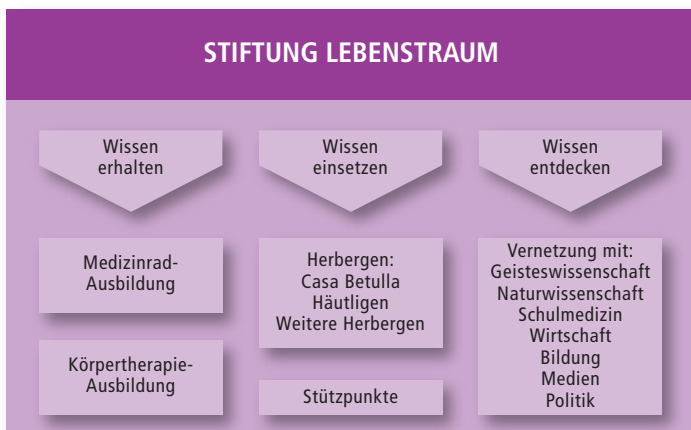 STIFTUNG LEBENSTRAUM
Wissen
erhalten
Wissen
einsetzen
Wissen
entdecken
Medizinrad-
Ausbildung
Körpertherapie-
Ausbildung
Herbergen:
Casa Betulla
Häutligen
Weitere Herbergen
Stützpunkte
Vernetzung mit:
Geisteswissenschaft
Naturwissenschaft
Schulmedizin
Wirtschaft
Bildung
Medien
Politik